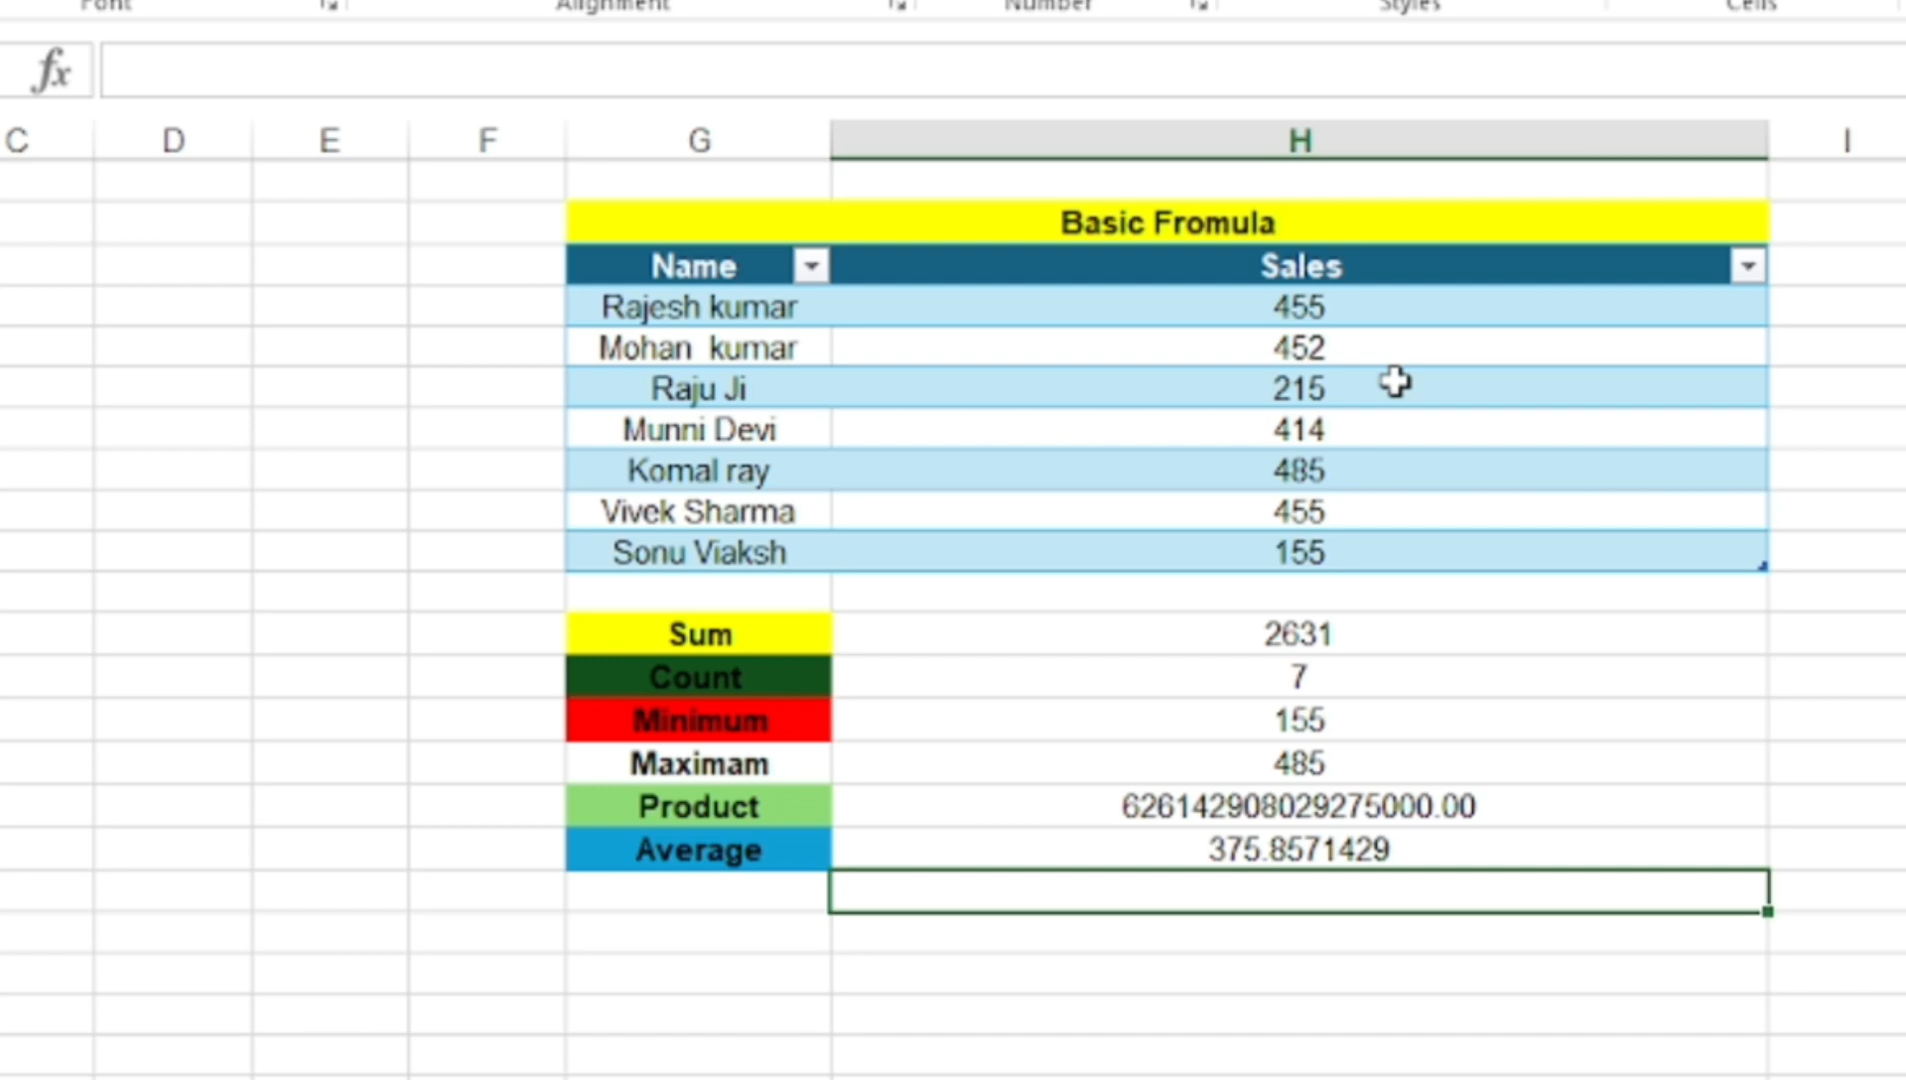 Font Alignment Number Styles Cells
fx
C D E F G H I
Basic Fromula
Name Sales
Rajesh kumar 455
Mohan kumar 452
Raju Ji 215
Munni Devi 414
Komal ray 485
Vivek Sharma 455
Sonu Viaksh 155
Sum 2631
Count 7
Minimum 155
Maximam 485
Product 626142908029275000.00
Average 375.8571429